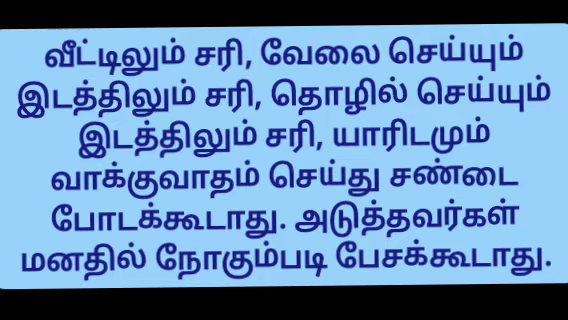 வீட்டிலும் சரி, வேலை செய்யும்
இடத்திலும் சரி, தொழில் செய்யும்
இடத்திலும் சரி, யாரிடமும்
வாக்குவாதம் செய்து சண்டை
போடக்கூடாது. அடுத்தவர்கள்
மனதில் நோகும்படி பேசக்கூடாது.